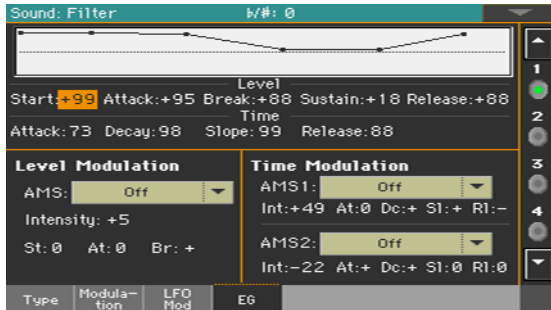 Sound: Filter ♭/#: 0
Level
Start:+99 Attack:+95 Break:+88 Sustain:+18 Release:+88
Time
Attack:73 Decay:98 Slope:99 Release:88
Level Modulation
AMS: Off
Intensity: +5
St:0 At:0 Br:+
Time Modulation
AMS1: Off
Int:+49 At:0 Dc:+ Sl:+ Rl:-
AMS2: Off
Int:-22 At:+ Dc:+ Sl:0 Rl:0
1
2
3
4
Type Modula-tion LFO Mod EG